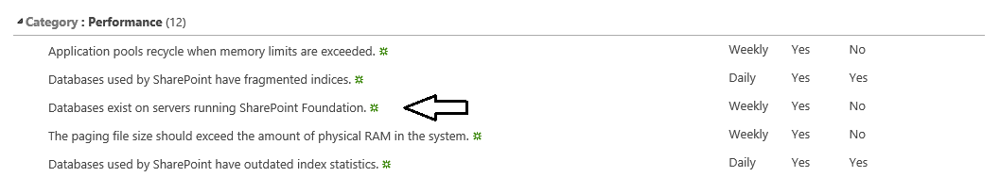 Category : Performance (12)
Application pools recycle when memory limits are exceeded. Weekly Yes No
Databases used by SharePoint have fragmented indices. Daily Yes Yes
Databases exist on servers running SharePoint Foundation. Weekly Yes No
The paging file size should exceed the amount of physical RAM in the system. Weekly Yes No
Databases used by SharePoint have outdated index statistics. Daily Yes Yes